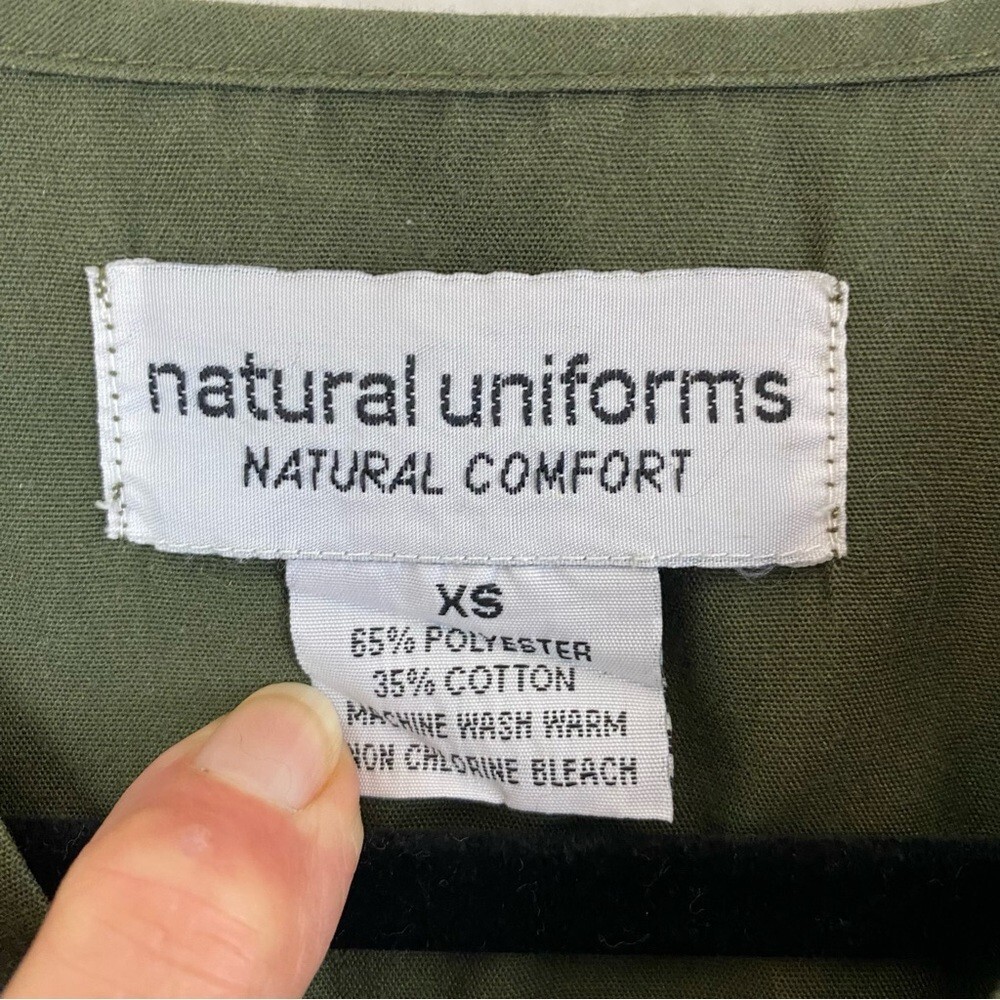 natural uniforms
NATURAL COMFORT
XS
65% POLYESTER
35% COTTON
MACHINE WASH WARM
NON CHLORINE BLEACH